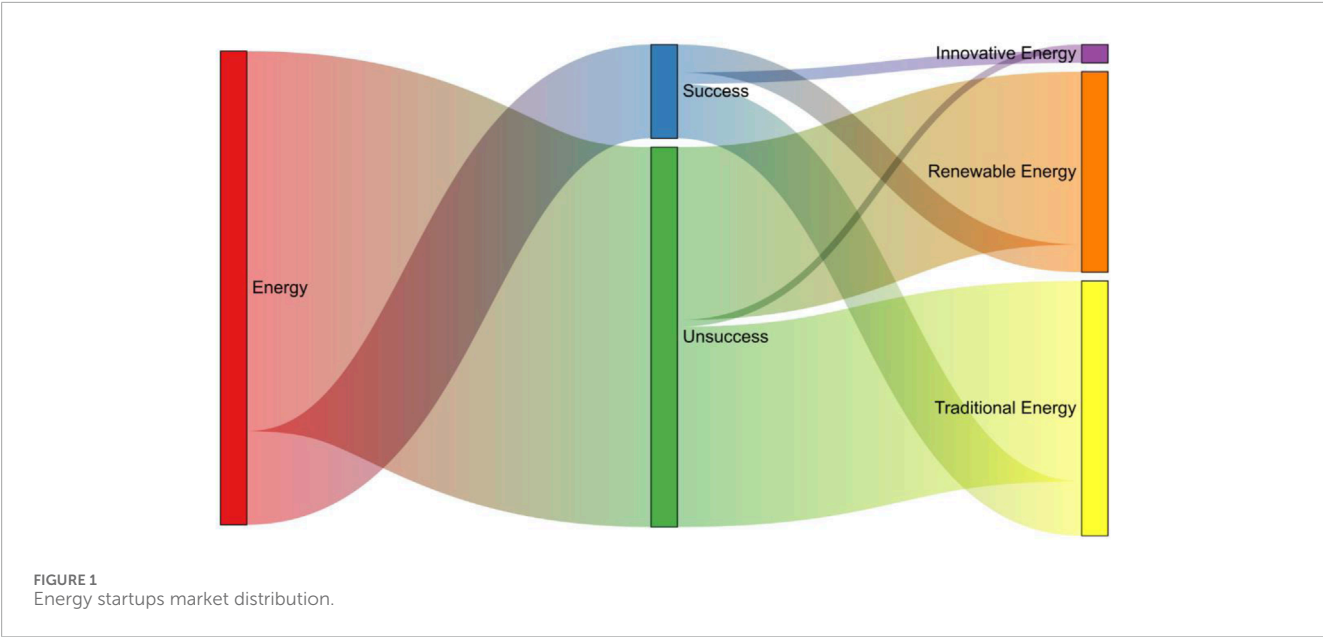 Innovative Energy
Success
Renewable Energy
Energy
Unsuccess
Traditional Energy
FIGURE 1
Energy startups market distribution.